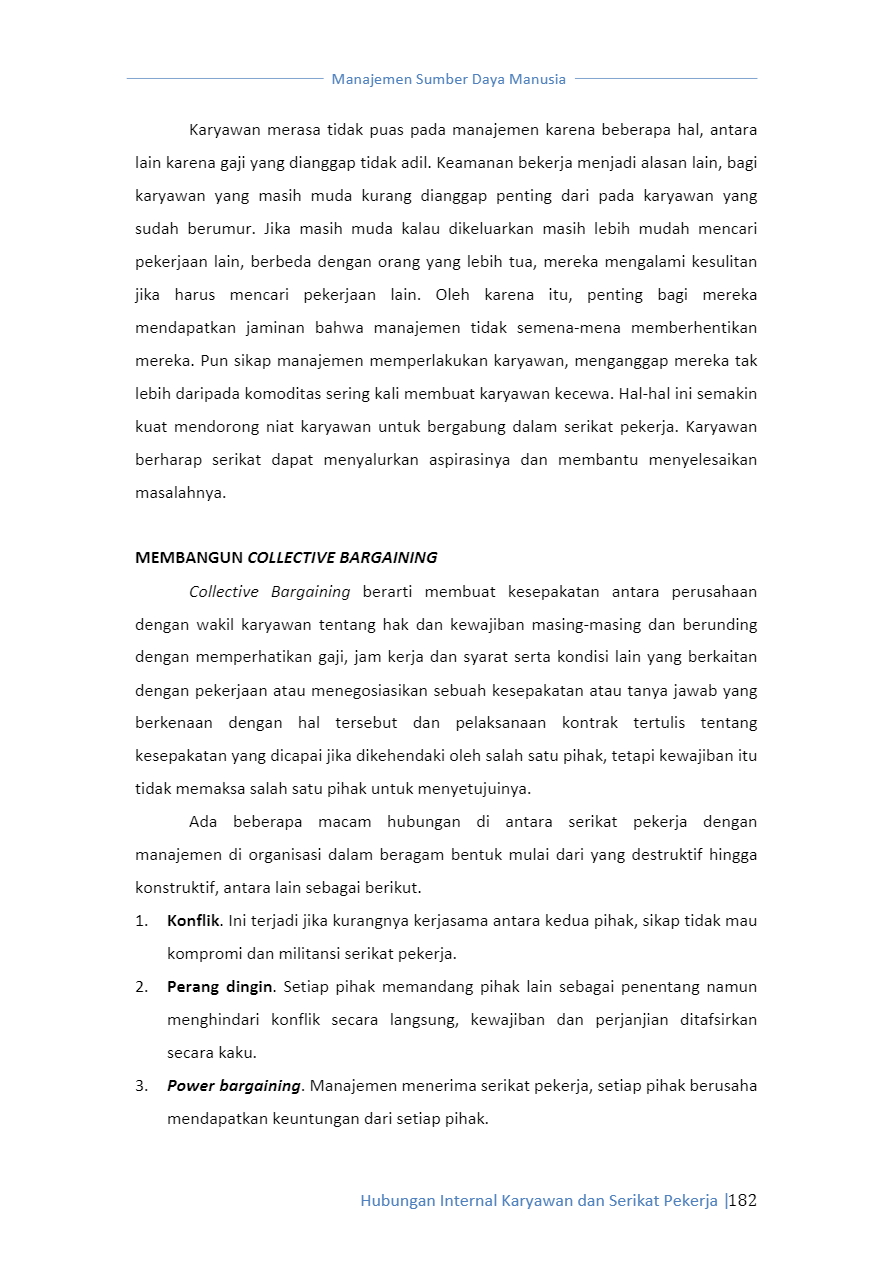 Manajemen Sumber Daya Manusia
Karyawan merasa tidak puas pada manajemen karena beberapa hal, antara
lain karena gaji yang dianggap tidak adil. Keamanan bekerja menjadi alasan lain, bagi
karyawan yang masih muda kurang dianggap penting dari pada karyawan yang
sudah berumur. Jika masih muda kalau dikeluarkan masih lebih mudah mencari
pekerjaan lain, berbeda dengan orang yang lebih tua, mereka mengalami kesulitan
jika harus mencari pekerjaan lain. Oleh karena itu, penting bagi mereka
mendapatkan jaminan bahwa manajemen tidak semena-mena memberhentikan
mereka. Pun sikap manajemen memperlakukan karyawan, menganggap mereka tak
lebih daripada komoditas sering kali membuat karyawan kecewa. Hal-hal ini semakin
kuat mendorong niat karyawan untuk bergabung dalam serikat pekerja. Karyawan
berharap serikat dapat menyalurkan aspirasinya dan membantu menyelesaikan
masalahnya.
MEMBANGUN COLLECTIVE BARGAINING
Collective Bargaining berarti membuat kesepakatan antara perusahaan
dengan wakil karyawan tentang hak dan kewajiban masing-masing dan berunding
dengan memperhatikan gaji, jam kerja dan syarat serta kondisi lain yang berkaitan
dengan pekerjaan atau menegosiasikan sebuah kesepakatan atau tanya jawab yang
berkenaan dengan hal tersebut dan pelaksanaan kontrak tertulis tentang
kesepakatan yang dicapai jika dikehendaki oleh salah satu pihak, tetapi kewajiban itu
tidak memaksa salah satu pihak untuk menyetujuinya.
Ada beberapa macam hubungan di antara serikat pekerja dengan
manajemen di organisasi dalam beragam bentuk mulai dari yang destruktif hingga
konstruktif, antara lain sebagai berikut.
1. Konflik. Ini terjadi jika kurangnya kerjasama antara kedua pihak, sikap tidak mau
kompromi dan militansi serikat pekerja.
2. Perang dingin. Setiap pihak memandang pihak lain sebagai penentang namun
menghindari konflik secara langsung, kewajiban dan perjanjian ditafsirkan
secara kaku.
3. Power bargaining. Manajemen menerima serikat pekerja, setiap pihak berusaha
mendapatkan keuntungan dari setiap pihak.
Hubungan Internal Karyawan dan Serikat Pekerja |182